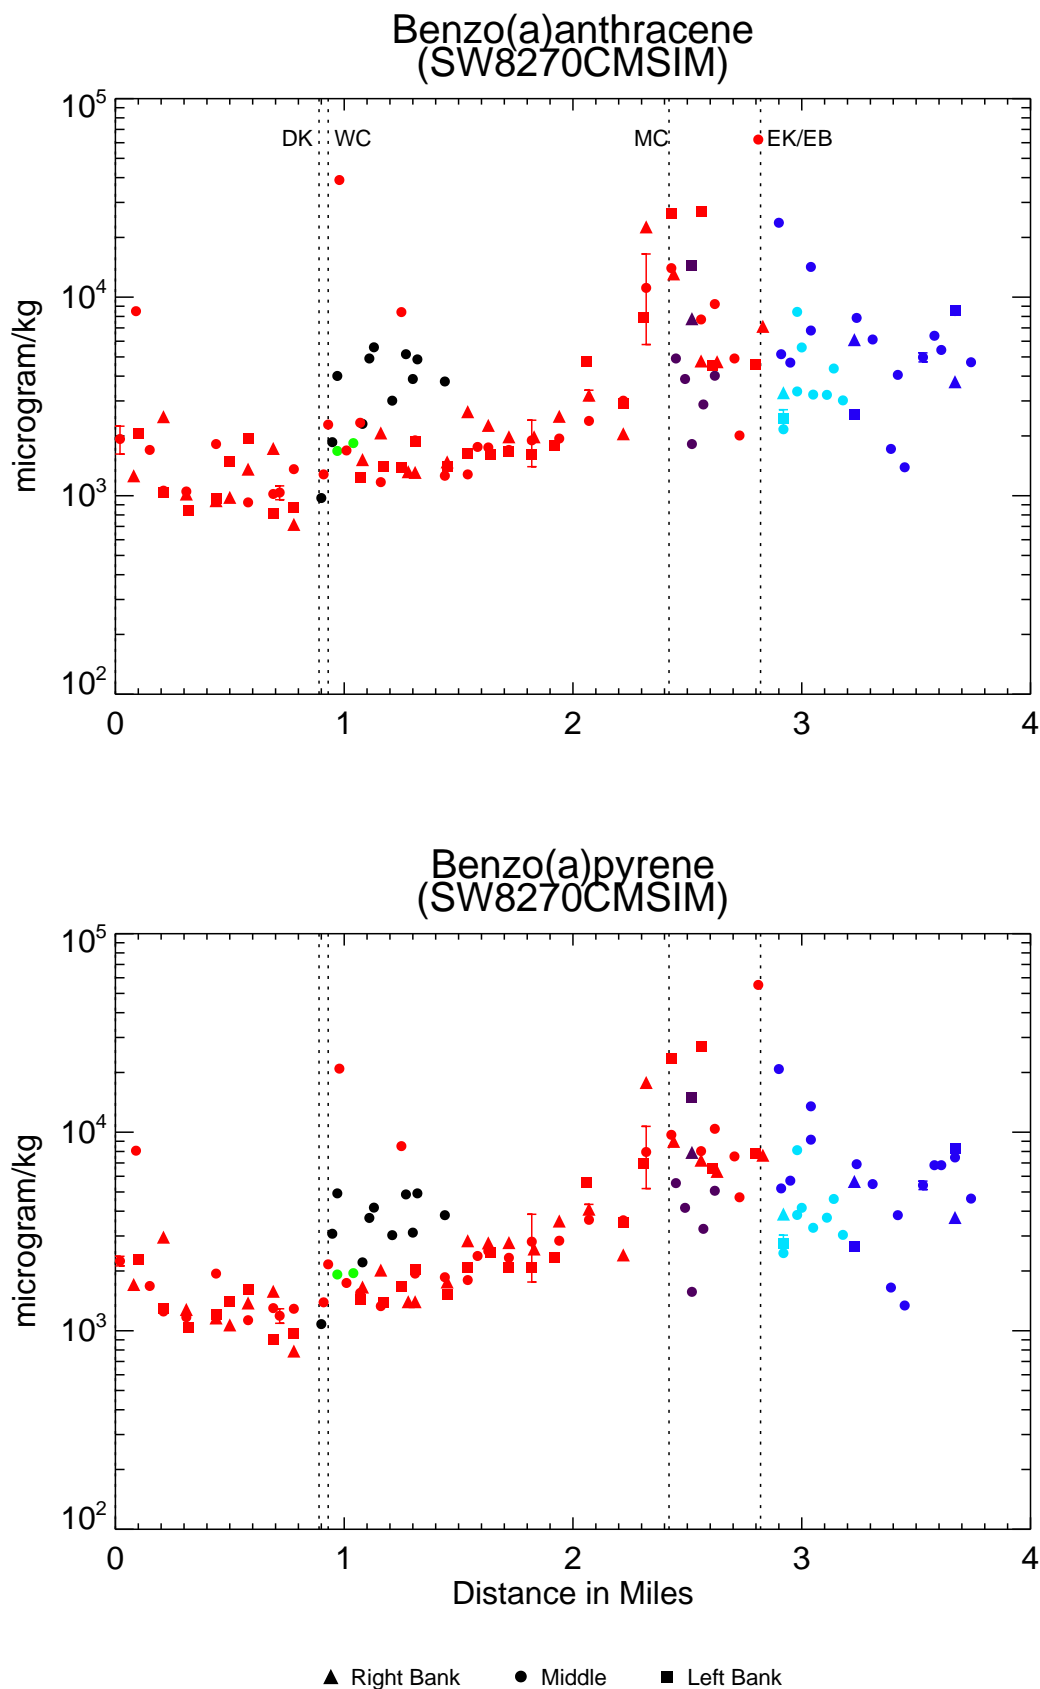 Benzo(a)anthracene
(SW8270CMSIM)
10^5
DK WC MC EK/EB
10^4
microgram/kg
10^3
10^2
0 1 2 3 4
Benzo(a)pyrene
(SW8270CMSIM)
10^5
10^4
microgram/kg
10^3
10^2
0 1 2 3 4
Distance in Miles
Right Bank Middle Left Bank